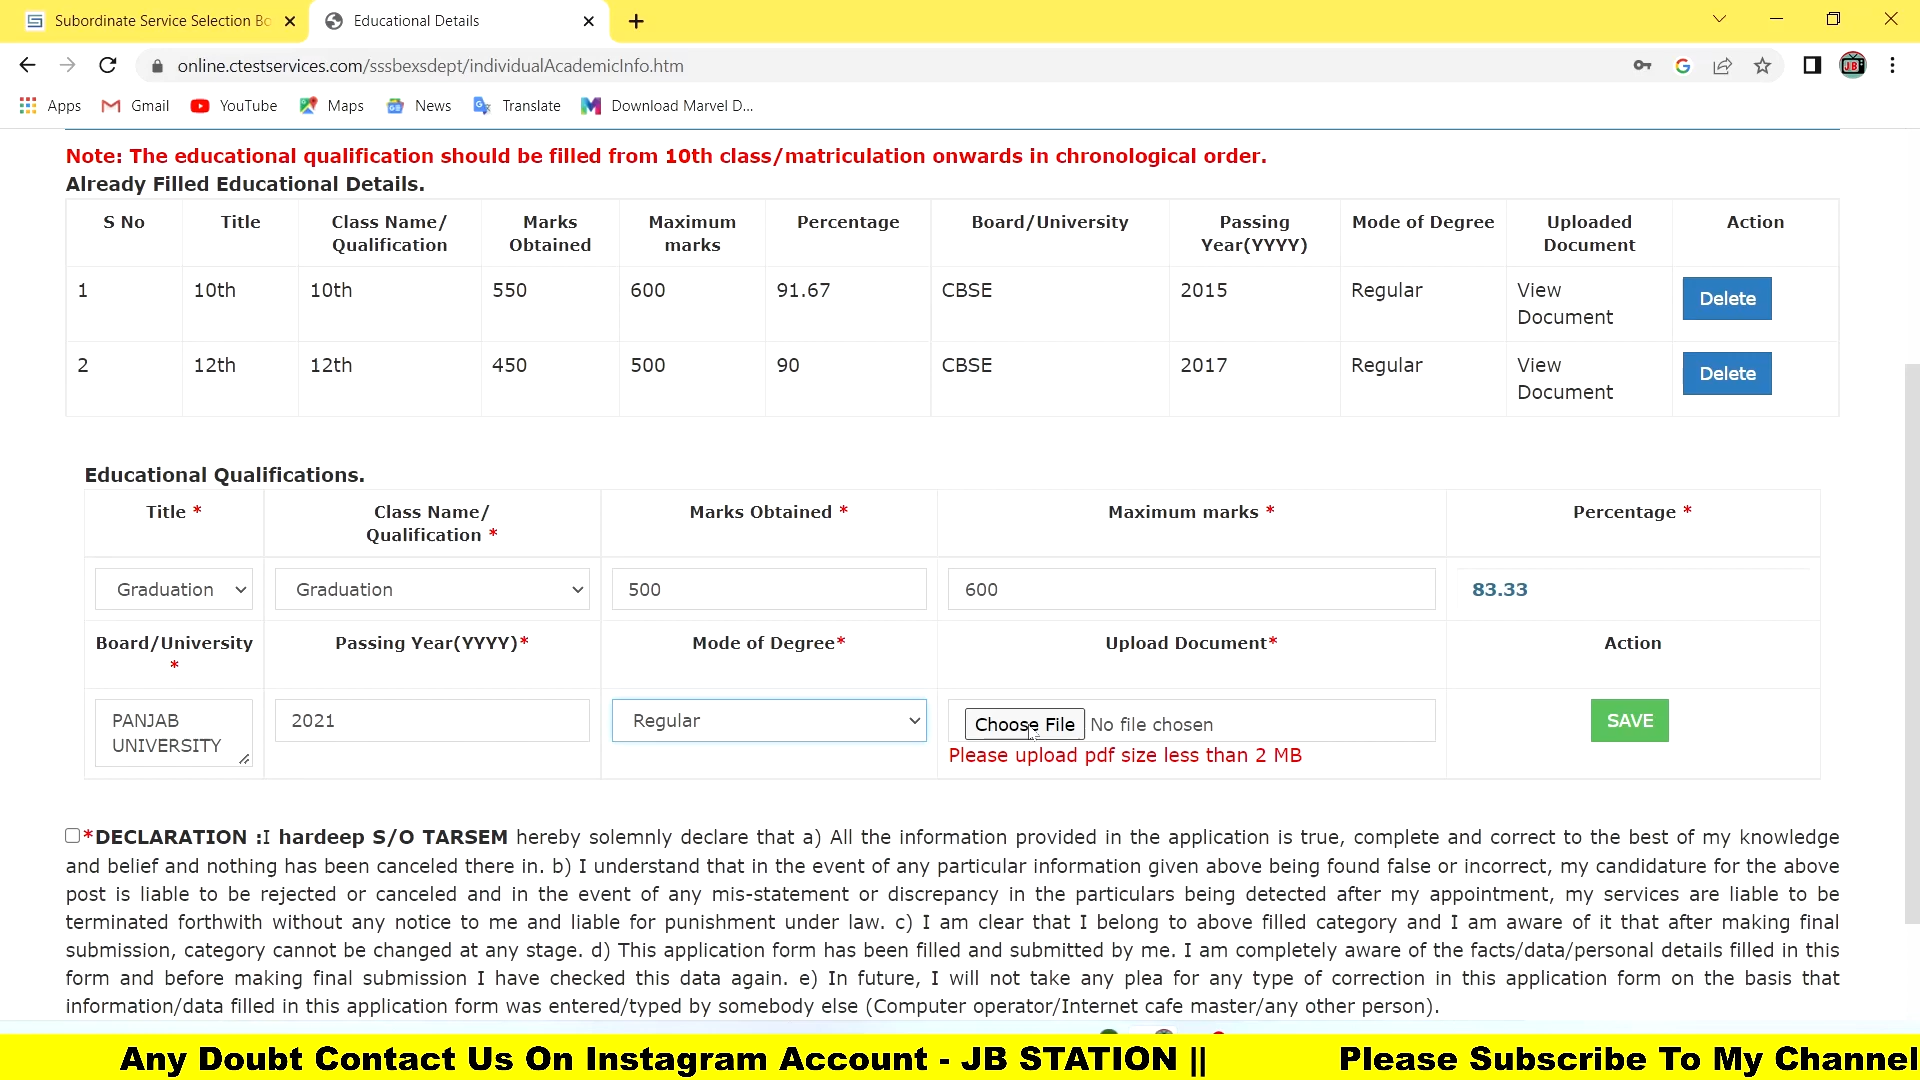 Subordinate Service Selection Bo
Educational Details
online.ctestservices.com/sssbexsdept/individualAcademicInfo.htm
Apps Gmail YouTube Maps News Translate Download Marvel D...
Note: The educational qualification should be filled from 10th class/matriculation onwards in chronological order.
Already Filled Educational Details.
S No Title Class Name/ Qualification Marks Obtained Maximum marks Percentage Board/University Passing Year(YYYY) Mode of Degree Uploaded Document Action
1 10th 10th 550 600 91.67 CBSE 2015 Regular View Document Delete
2 12th 12th 450 500 90 CBSE 2017 Regular View Document Delete
Educational Qualifications.
Title * Class Name/ Qualification * Marks Obtained * Maximum marks * Percentage *
Graduation Graduation 500 600 83.33
Board/University * Passing Year(YYYY)* Mode of Degree* Upload Document* Action
PANJAB UNIVERSITY 2021 Regular Choose File No file chosen SAVE
Please upload pdf size less than 2 MB
*DECLARATION :I hardeep S/O TARSEM hereby solemnly declare that a) All the information provided in the application is true, complete and correct to the best of my knowledge
and belief and nothing has been canceled there in. b) I understand that in the event of any particular information given above being found false or incorrect, my candidature for the above
post is liable to be rejected or canceled and in the event of any mis-statement or discrepancy in the particulars being detected after my appointment, my services are liable to be
terminated forthwith without any notice to me and liable for punishment under law. c) I am clear that I belong to above filled category and I am aware of it that after making final
submission, category cannot be changed at any stage. d) This application form has been filled and submitted by me. I am completely aware of the facts/data/personal details filled in this
form and before making final submission I have checked this data again. e) In future, I will not take any plea for any type of correction in this application form on the basis that
information/data filled in this application form was entered/typed by somebody else (Computer operator/Internet cafe master/any other person).
Any Doubt Contact Us On Instagram Account - JB STATION || Please Subscribe To My Channel